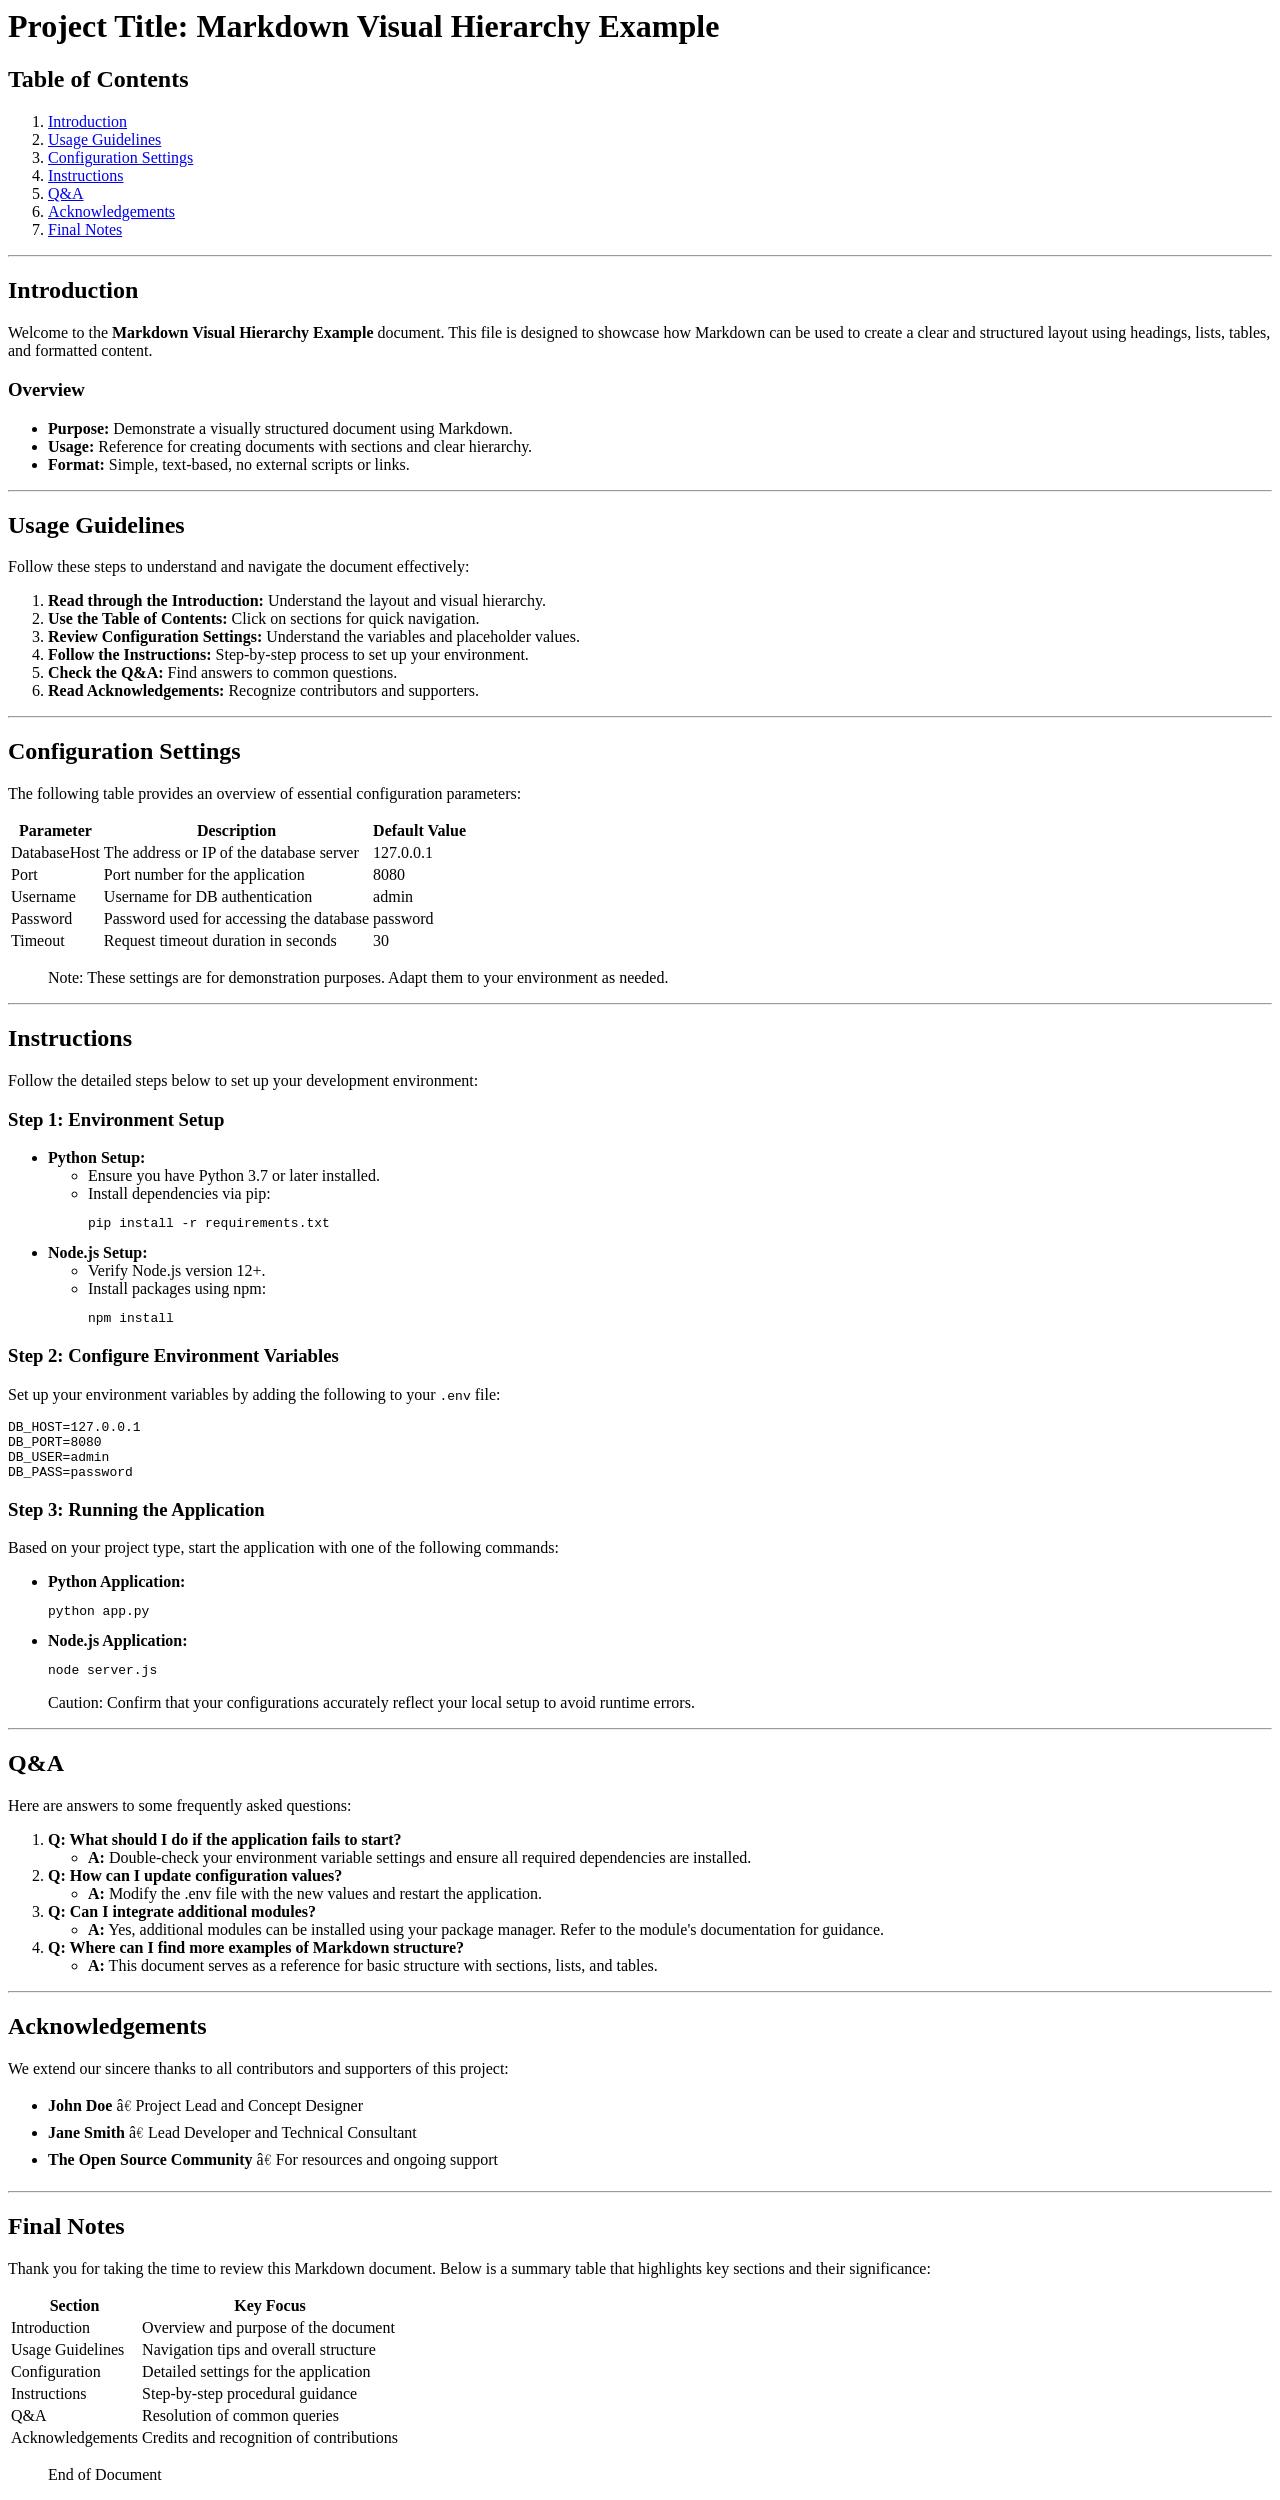 Project Title: Markdown Visual Hierarchy Example
Table of Contents
1. Introduction
2. Usage Guidelines
3. Configuration Settings
4. Instructions
5. Q&A
6. Acknowledgements
7. Final Notes
Introduction
Welcome to the Markdown Visual Hierarchy Example document. This file is designed to showcase how Markdown can be used to create a clear and structured layout using headings, lists, tables,
and formatted content.
Overview
• Purpose: Demonstrate a visually structured document using Markdown.
• Usage: Reference for creating documents with sections and clear hierarchy.
• Format: Simple, text-based, no external scripts or links.
Usage Guidelines
Follow these steps to understand and navigate the document effectively:
1. Read through the Introduction: Understand the layout and visual hierarchy.
2. Use the Table of Contents: Click on sections for quick navigation.
3. Review Configuration Settings: Understand the variables and placeholder values.
4. Follow the Instructions: Step-by-step process to set up your environment.
5. Check the Q&A: Find answers to common questions.
6. Read Acknowledgements: Recognize contributors and supporters.
Configuration Settings
The following table provides an overview of essential configuration parameters:
Parameter Description Default Value
DatabaseHost The address or IP of the database server 127.0.0.1
Port Port number for the application 8080
Username Username for DB authentication admin
Password Password used for accessing the database password
Timeout Request timeout duration in seconds 30
Note: These settings are for demonstration purposes. Adapt them to your environment as needed.
Instructions
Follow the detailed steps below to set up your development environment:
Step 1: Environment Setup
• Python Setup:
◦ Ensure you have Python 3.7 or later installed.
◦ Install dependencies via pip:
pip install -r requirements.txt
• Node.js Setup:
◦ Verify Node.js version 12+.
◦ Install packages using npm:
npm install
Step 2: Configure Environment Variables
Set up your environment variables by adding the following to your .env file:
DB_HOST=127.0.0.1
DB_PORT=8080
DB_USER=admin
DB_PASS=password
Step 3: Running the Application
Based on your project type, start the application with one of the following commands:
• Python Application:
python app.py
• Node.js Application:
node server.js
Caution: Confirm that your configurations accurately reflect your local setup to avoid runtime errors.
Q&A
Here are answers to some frequently asked questions:
1. Q: What should I do if the application fails to start?
◦ A: Double-check your environment variable settings and ensure all required dependencies are installed.
2. Q: How can I update configuration values?
◦ A: Modify the .env file with the new values and restart the application.
3. Q: Can I integrate additional modules?
◦ A: Yes, additional modules can be installed using your package manager. Refer to the module's documentation for guidance.
4. Q: Where can I find more examples of Markdown structure?
◦ A: This document serves as a reference for basic structure with sections, lists, and tables.
Acknowledgements
We extend our sincere thanks to all contributors and supporters of this project:
• John Doe â€ Project Lead and Concept Designer
• Jane Smith â€ Lead Developer and Technical Consultant
• The Open Source Community â€ For resources and ongoing support
Final Notes
Thank you for taking the time to review this Markdown document. Below is a summary table that highlights key sections and their significance:
Section Key Focus
Introduction Overview and purpose of the document
Usage Guidelines Navigation tips and overall structure
Configuration Detailed settings for the application
Instructions Step-by-step procedural guidance
Q&A Resolution of common queries
Acknowledgements Credits and recognition of contributions
End of Document